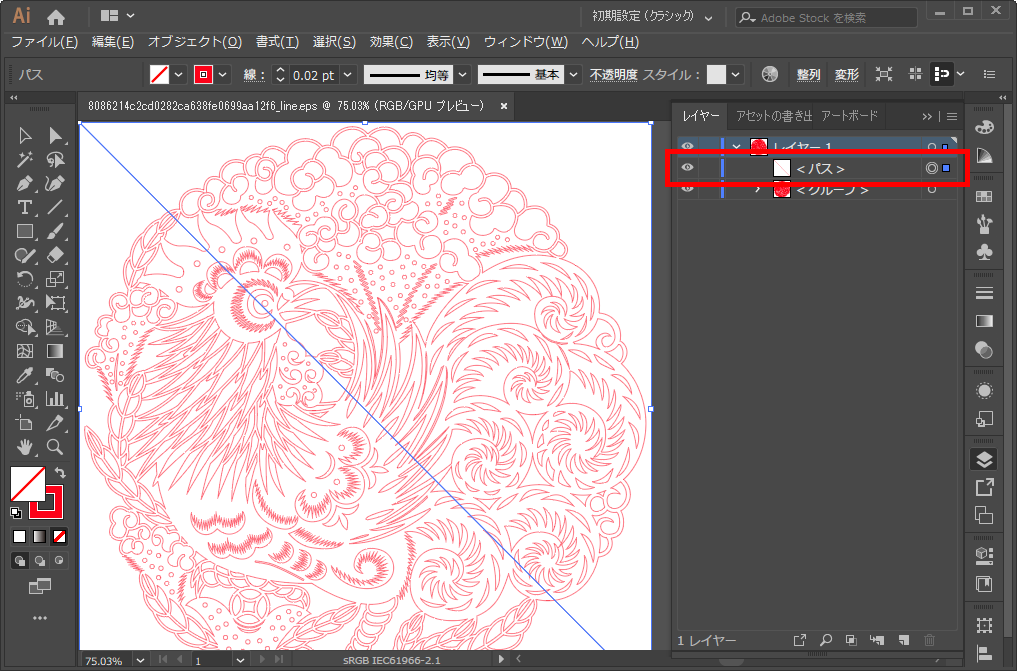 Ai
初期設定 (クラシック)
Adobe Stock を検索
ファイル(F) 編集(E) オブジェクト(O) 書式(T) 選択(S) 効果(C) 表示(V) ウィンドウ(W) ヘルプ(H)
パス 線 : 0.02 pt 均等 基本 不透明度 スタイル : 整列 変形
8086214c2cd0282ca638fe0699aa12f6_line.eps @ 75.03% (RGB/GPU プレビュー) ×
レイヤー アセットの書き出 アートボード
レイヤー 1
<パス>
<グループ>
1 レイヤー
75.03% 1 sRGB IEC61966-2.1